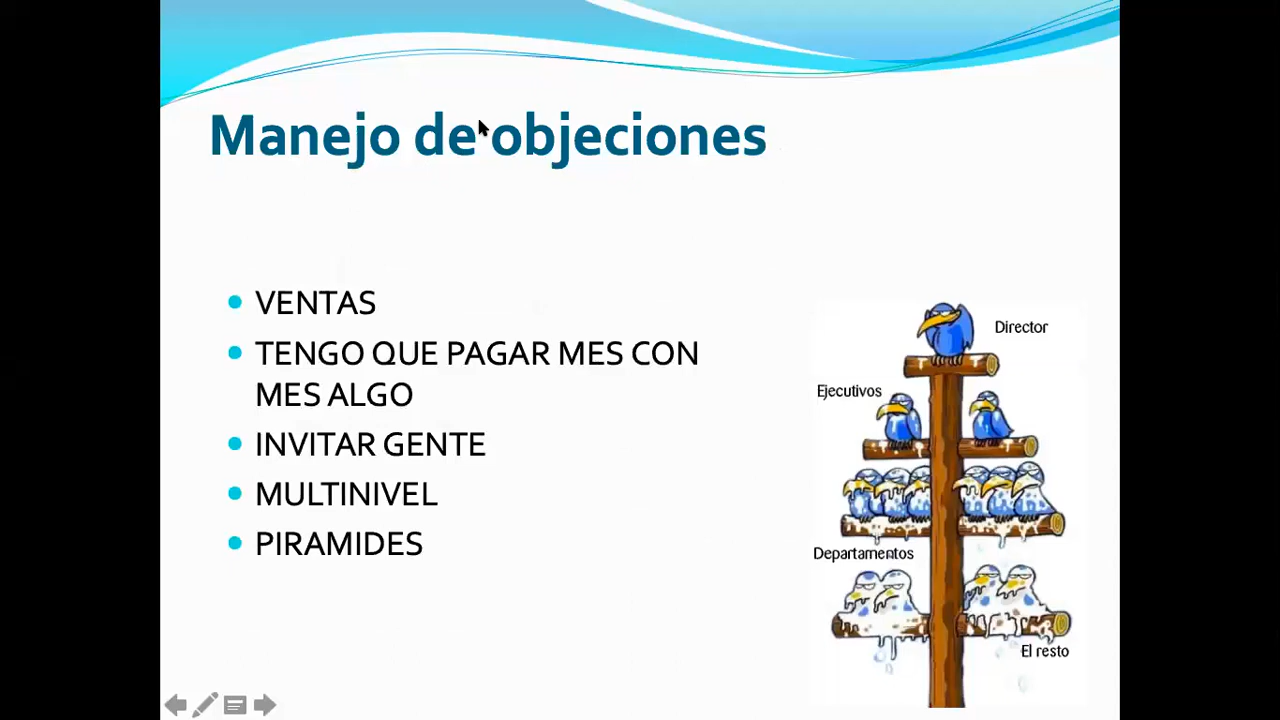 Manejo de objeciones
VENTAS
TENGO QUE PAGAR MES CON
MES ALGO
INVITAR GENTE
MULTINIVEL
PIRAMIDES
Director
Ejecutivos
Departamentos
El resto